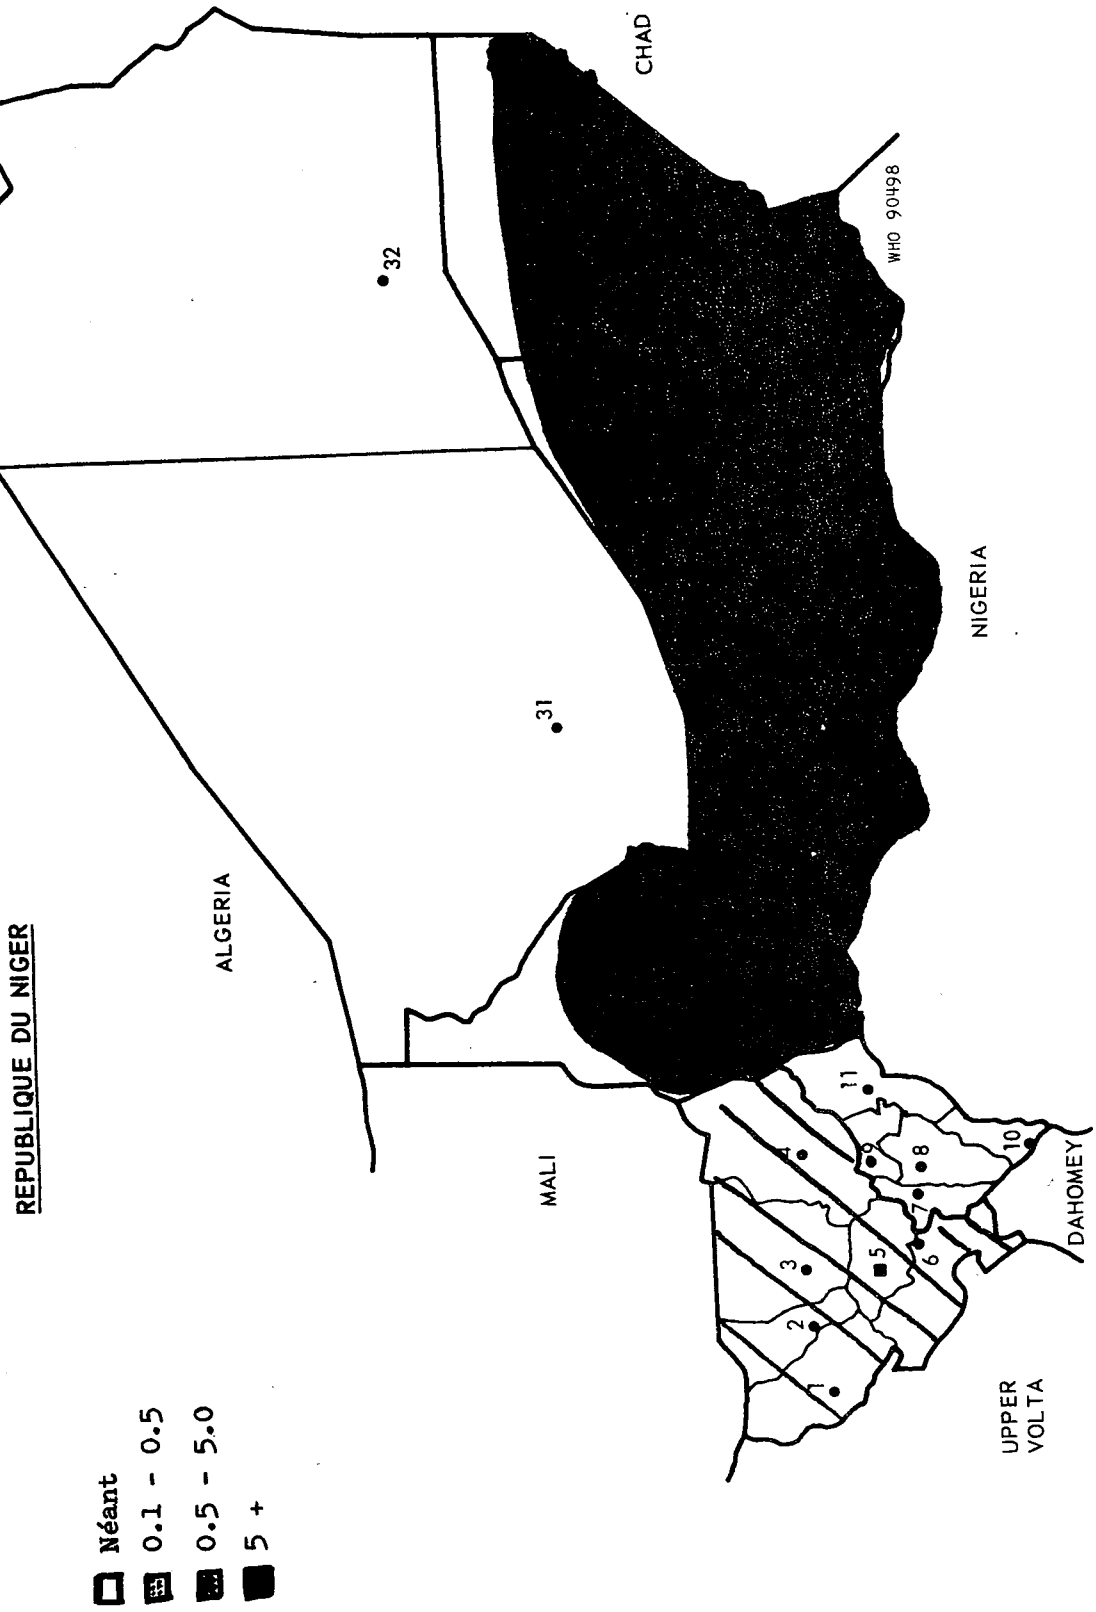 REPUBLIQUE DU NIGER
Néant
0.1 - 0.5
0.5 - 5.0
5 +
ALGERIA
MALI
CHAD
UPPER
VOLTA
DAHOMEY
NIGERIA
WHO 90498
1
2
3
4
5
6
7
8
9
10
11
31
32